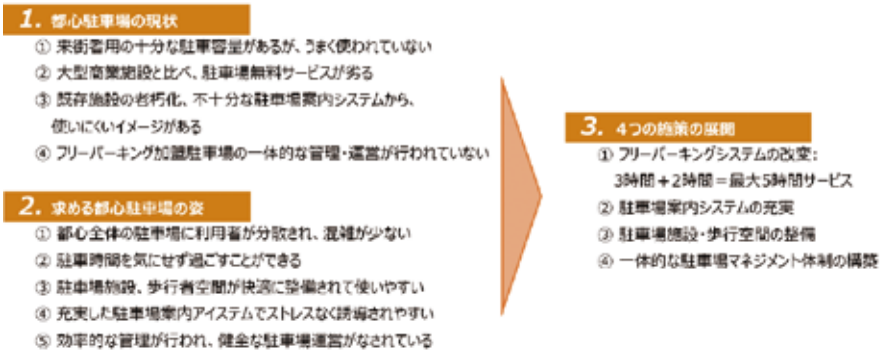 1. 都心駐車場の現状
① 来街者用の十分な駐車容量があるが、うまく使われていない
② 大型商業施設と比べ、駐車場無料サービスが劣る
③ 既存施設の老朽化、不十分な駐車場案内システムから、
使いにくいイメージがある
④ フリーパーキング加盟駐車場の一体的な管理・運営が行われていない
2. 求める都心駐車場の姿
① 都心全体の駐車場に利用者が分散され、混雑が少ない
② 駐車時間を気にせず過ごすことができる
③ 駐車場施設、歩行者空間が快適に整備されて使いやすい
④ 充実した駐車場案内アイステムでストレスなく誘導されやすい
⑤ 効率的な管理が行われ、健全な駐車場運営がなされている
3. 4つの施策の展開
① フリーパーキングシステムの改変:
3時間+2時間=最大5時間サービス
② 駐車場案内システムの充実
③ 駐車場施設・歩行空間の整備
④ 一体的な駐車場マネジメント体制の構築